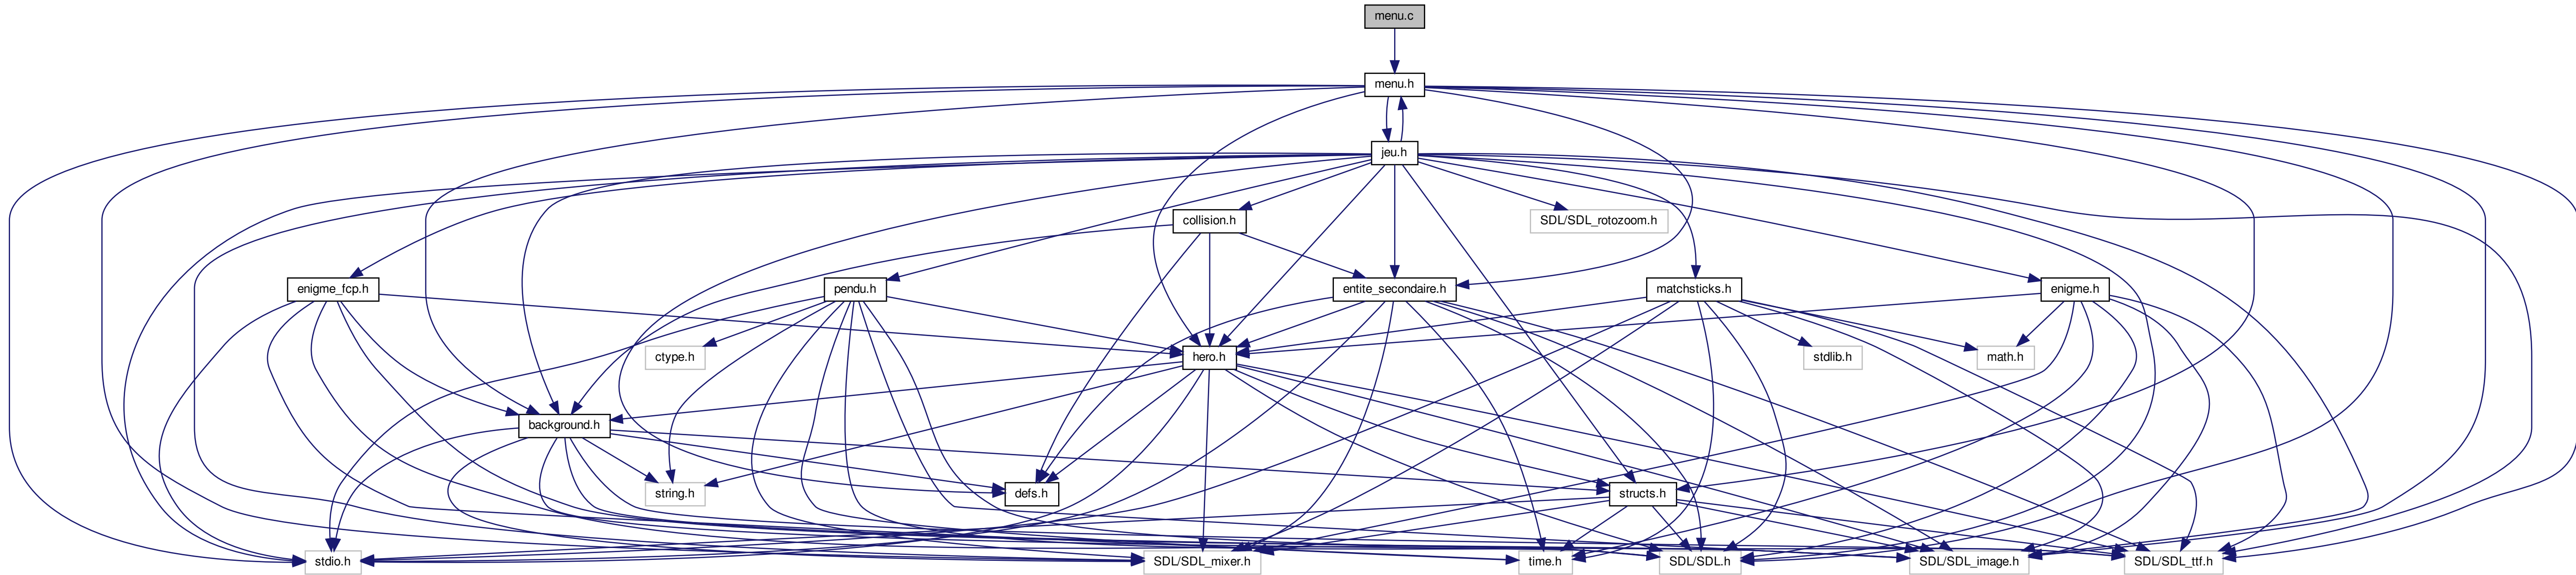 menu.c
menu.h
jeu.h
collision.h
SDL/SDL_rotozoom.h
enigme_fcp.h
pendu.h
entite_secondaire.h
matchsticks.h
enigme.h
ctype.h
hero.h
stdlib.h
math.h
background.h
string.h
defs.h
structs.h
stdio.h
SDL/SDL_mixer.h
time.h
SDL/SDL.h
SDL/SDL_image.h
SDL/SDL_ttf.h